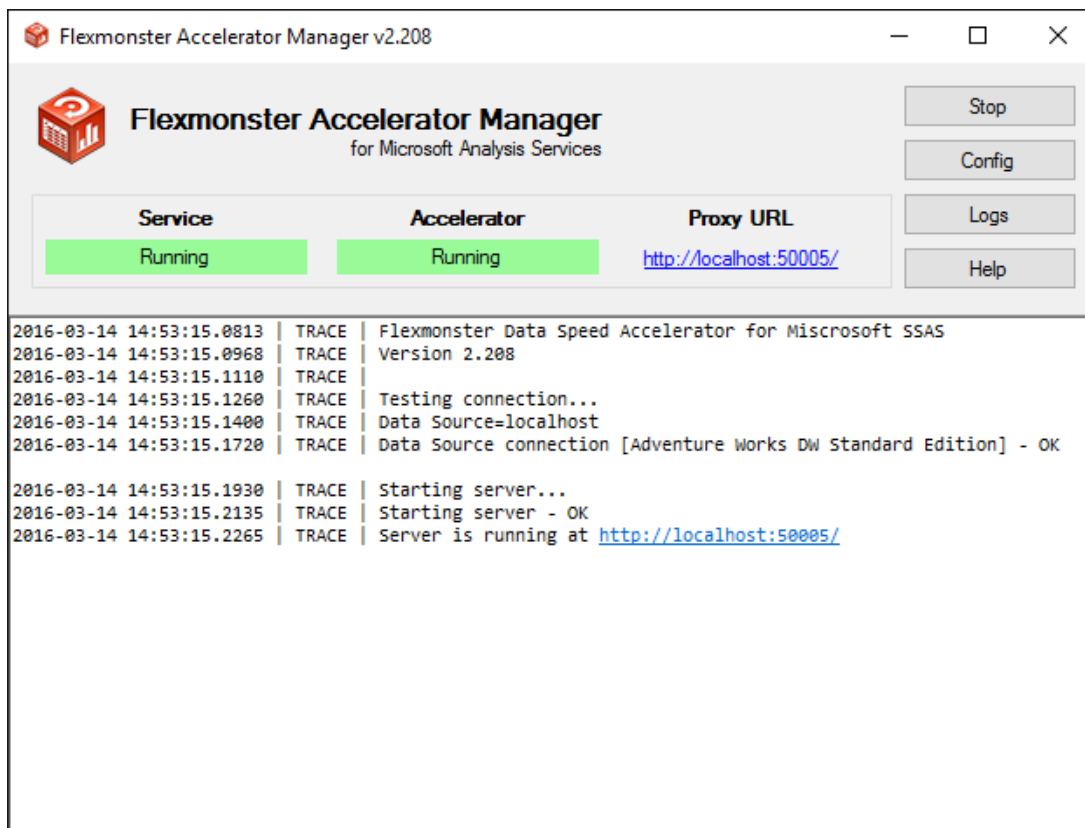 Flexmonster Accelerator Manager v2.208
Flexmonster Accelerator Manager
for Microsoft Analysis Services
Stop
Config
Logs
Help
Service Accelerator Proxy URL
Running Running http://localhost:50005/
2016-03-14 14:53:15.0813 | TRACE | Flexmonster Data Speed Accelerator for Miscrosoft SSAS
2016-03-14 14:53:15.0968 | TRACE | Version 2.208
2016-03-14 14:53:15.1110 | TRACE |
2016-03-14 14:53:15.1260 | TRACE | Testing connection...
2016-03-14 14:53:15.1400 | TRACE | Data Source=localhost
2016-03-14 14:53:15.1720 | TRACE | Data Source connection [Adventure Works DW Standard Edition] - OK
2016-03-14 14:53:15.1930 | TRACE | Starting server...
2016-03-14 14:53:15.2135 | TRACE | Starting server - OK
2016-03-14 14:53:15.2265 | TRACE | Server is running at http://localhost:50005/